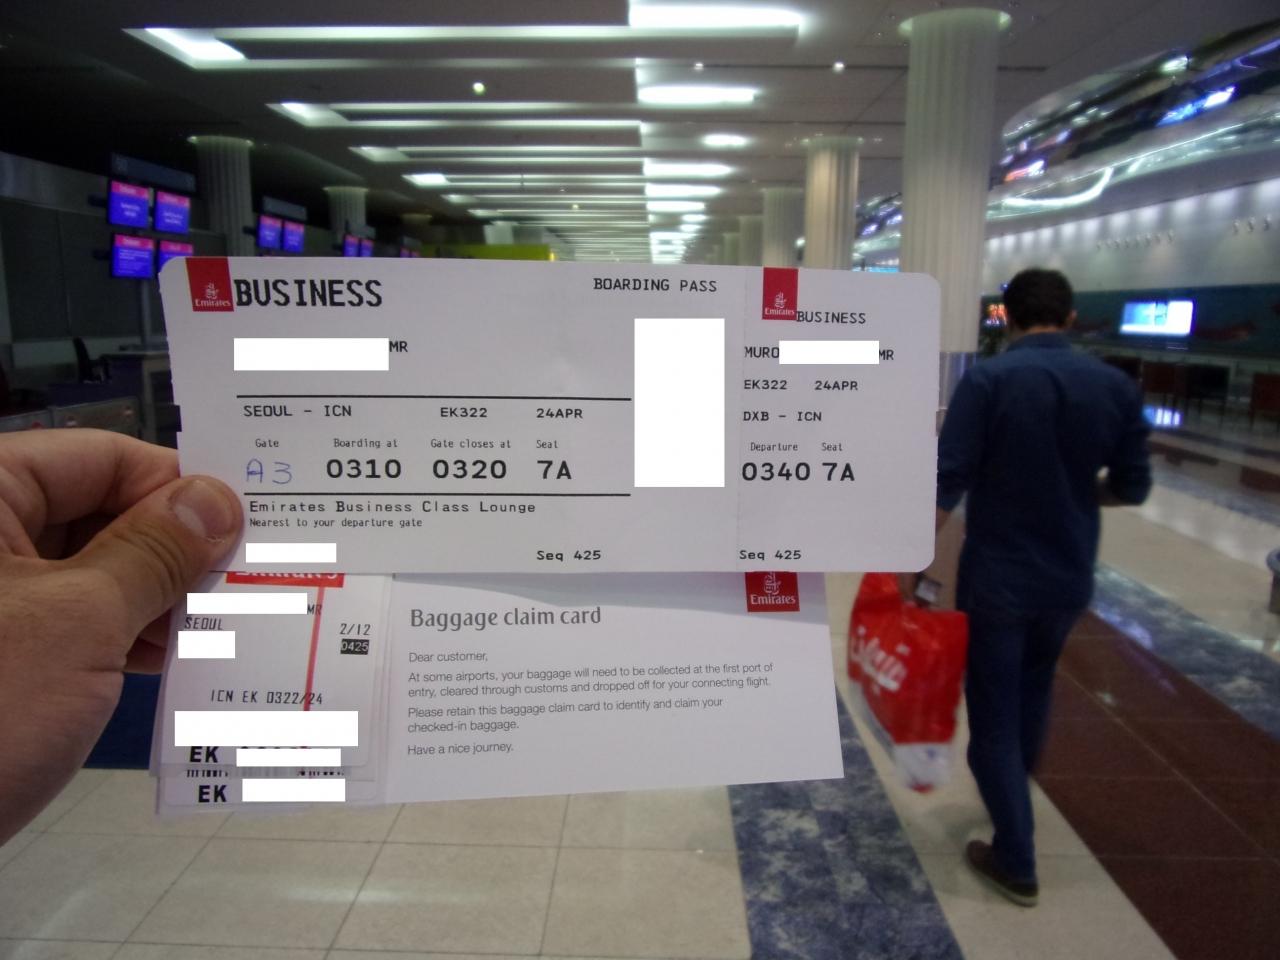 Emirates
BUSINESS
BOARDING PASS
MR
SEOUL - ICN EK322 24APR
Gate Boarding at Gate closes at Seat
A3 0310 0320 7A
Emirates Business Class Lounge
Nearest to your departure gate
Seq 425
Emirates
BUSINESS
MURO MR
EK322 24APR
DXB - ICN
Departure Seat
0340 7A
Seq 425
MR
SEOUL 2/12
0425
ICN EK 0322/24
EK
EK
Emirates
Baggage claim card
Dear customer,
At some airports, your baggage will need to be collected at the first port of
entry, cleared through customs and dropped off for your connecting flight.
Please retain this baggage claim card to identify and claim your
checked-in baggage.
Have a nice journey.